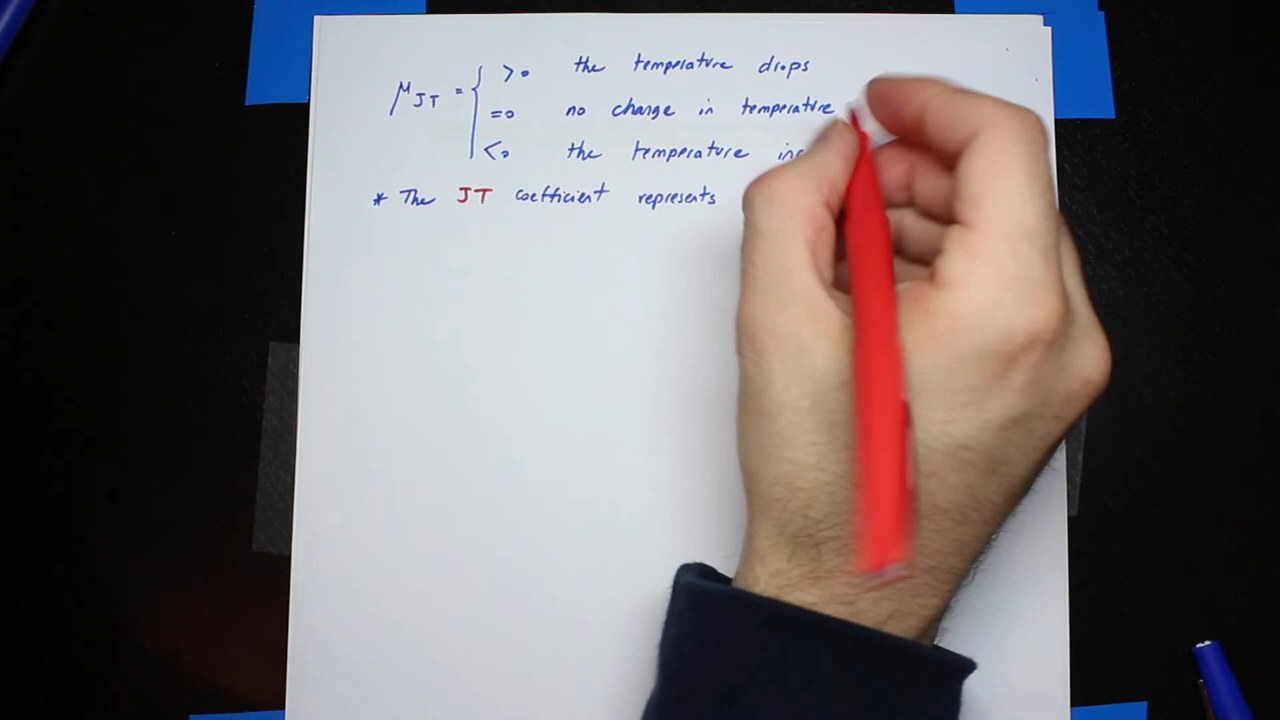 μJT = { >0 the temperature drops
=0 no change in temperature
<0 the temperature
* The JT coefficient represents